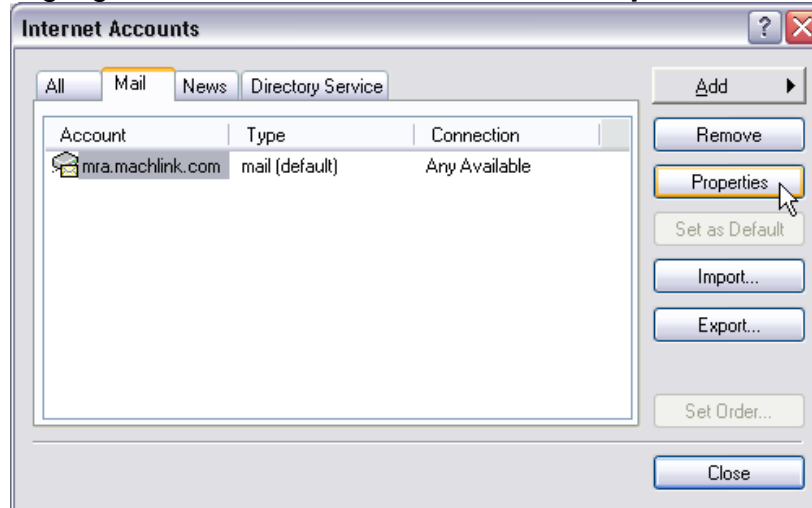 Internet Accounts
All Mail News Directory Service
Add
Account Type Connection
Remove
mra.machlink.com mail (default) Any Available
Properties
Set as Default
Import...
Export...
Set Order...
Close